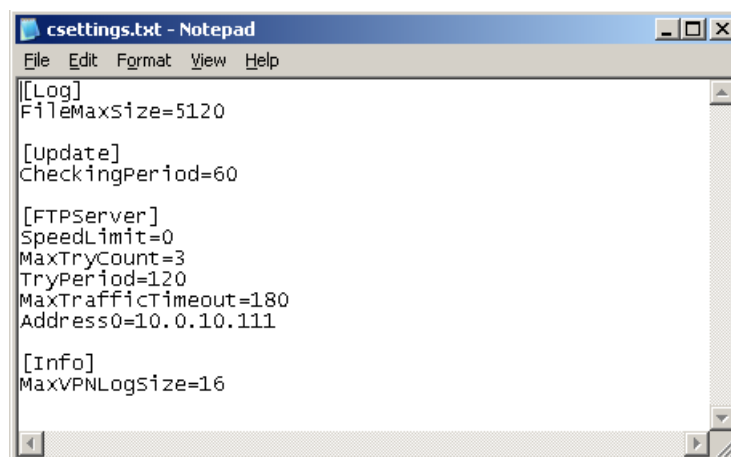 csettings.txt - Notepad
File Edit Format View Help
[Log]
FileMaxSize=5120
[Update]
CheckingPeriod=60
[FTPServer]
SpeedLimit=0
MaxTryCount=3
TryPeriod=120
MaxTrafficTimeout=180
Address0=10.0.10.111
[Info]
MaxVPNLogSize=16